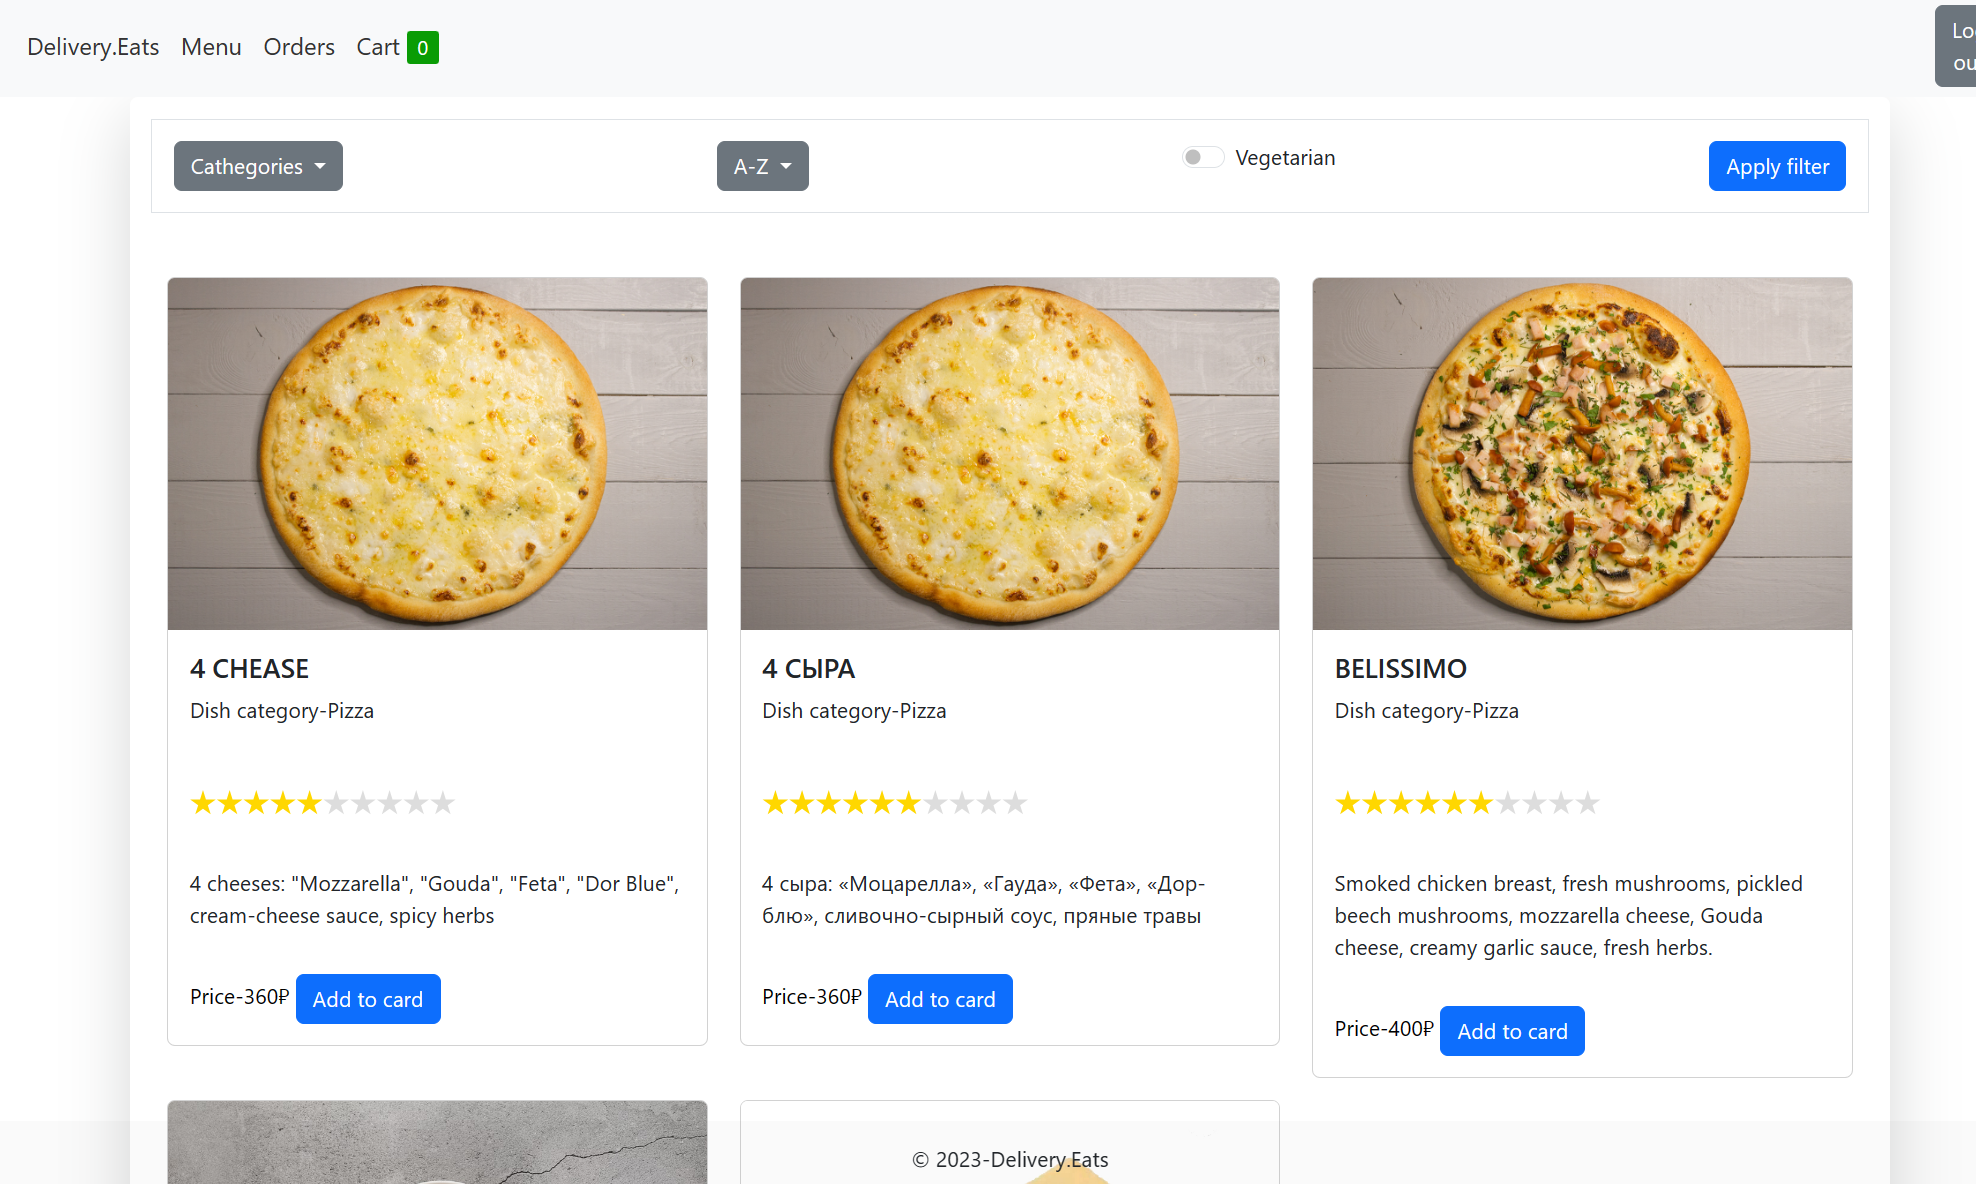 Delivery.Eats Menu Orders Cart 0
Lo
ou
Cathegories A-Z Vegetarian Apply filter
4 CHEASE
Dish category-Pizza
4 cheeses: "Mozzarella", "Gouda", "Feta", "Dor Blue",
cream-cheese sauce, spicy herbs
Price-360₽ Add to card
4 СЫРА
Dish category-Pizza
4 сыра: «Моцарелла», «Гауда», «Фета», «Дор-
блю», сливочно-сырный соус, пряные травы
Price-360₽ Add to card
BELISSIMO
Dish category-Pizza
Smoked chicken breast, fresh mushrooms, pickled
beech mushrooms, mozzarella cheese, Gouda
cheese, creamy garlic sauce, fresh herbs.
Price-400₽ Add to card
© 2023-Delivery.Eats